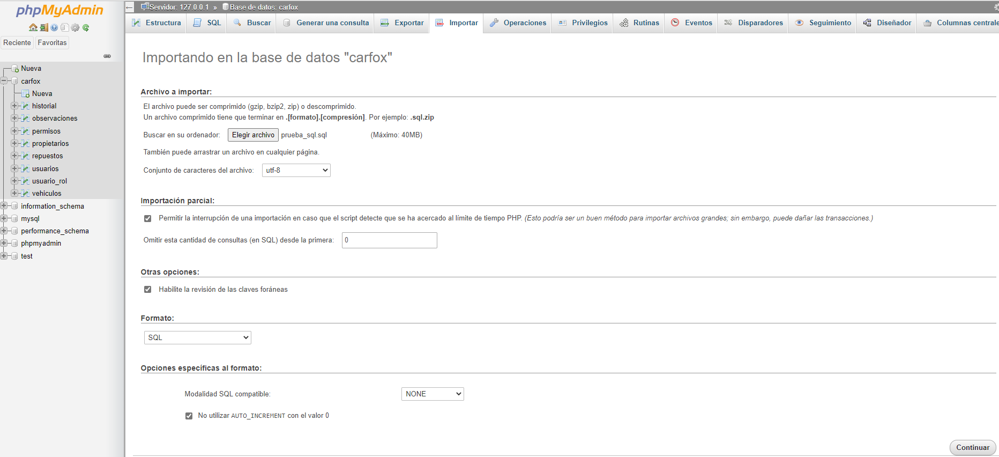 phpMyAdmin
Reciente Favoritas
Nueva
carfox
Nueva
historial
observaciones
permisos
propietarios
repuestos
usuarios
usuario_rol
vehiculos
information_schema
mysql
performance_schema
phpmyadmin
test
Servidor: 127.0.0.1 » Base de datos: carfox
Estructura SQL Buscar Generar una consulta Exportar Importar Operaciones Privilegios Rutinas Eventos Disparadores Seguimiento Diseñador Columnas centrale
Importando en la base de datos "carfox"
Archivo a importar:
El archivo puede ser comprimido (gzip, bzip2, zip) o descomprimido.
Un archivo comprimido tiene que terminar en .[formato].[compresión]. Por ejemplo: .sql.zip
Buscar en su ordenador: Elegir archivo prueba_sql.sql (Máximo: 40MB)
También puede arrastrar un archivo en cualquier página.
Conjunto de caracteres del archivo: utf-8
Importación parcial:
Permitir la interrupción de una importación en caso que el script detecte que se ha acercado al límite de tiempo PHP. (Esto podría ser un buen método para importar archivos grandes; sin embargo, puede dañar las transacciones.)
Omitir esta cantidad de consultas (en SQL) desde la primera: 0
Otras opciones:
Habilite la revisión de las claves foráneas
Formato:
SQL
Opciones específicas al formato:
Modalidad SQL compatible: NONE
No utilizar AUTO_INCREMENT con el valor 0
Continuar